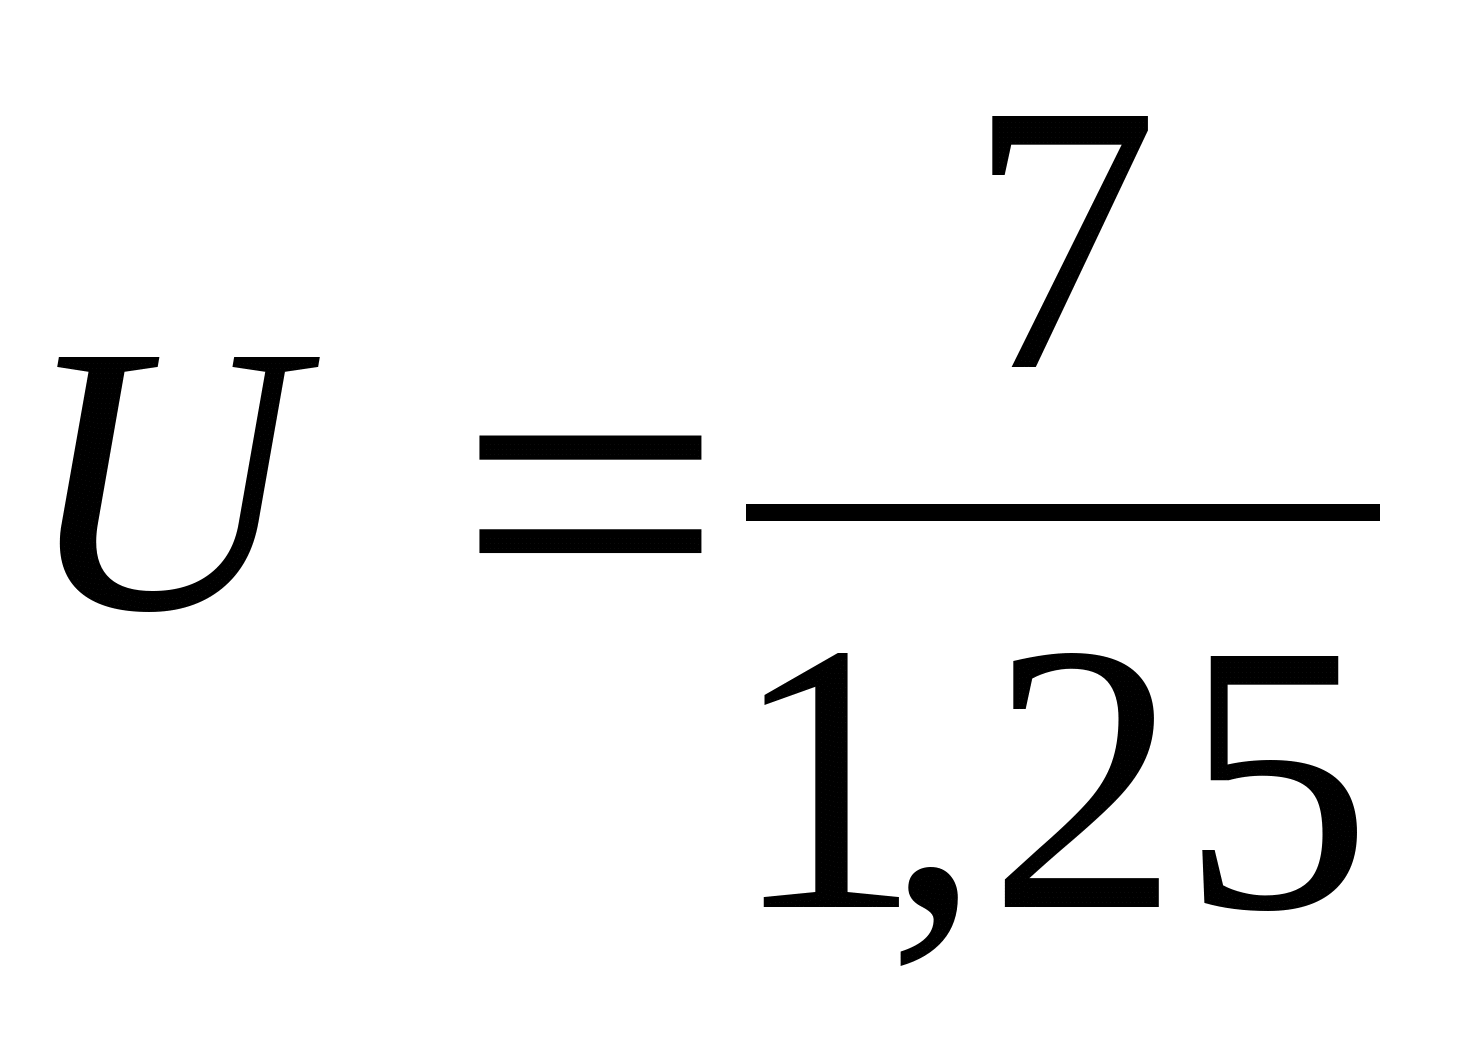 U = 7
1,25